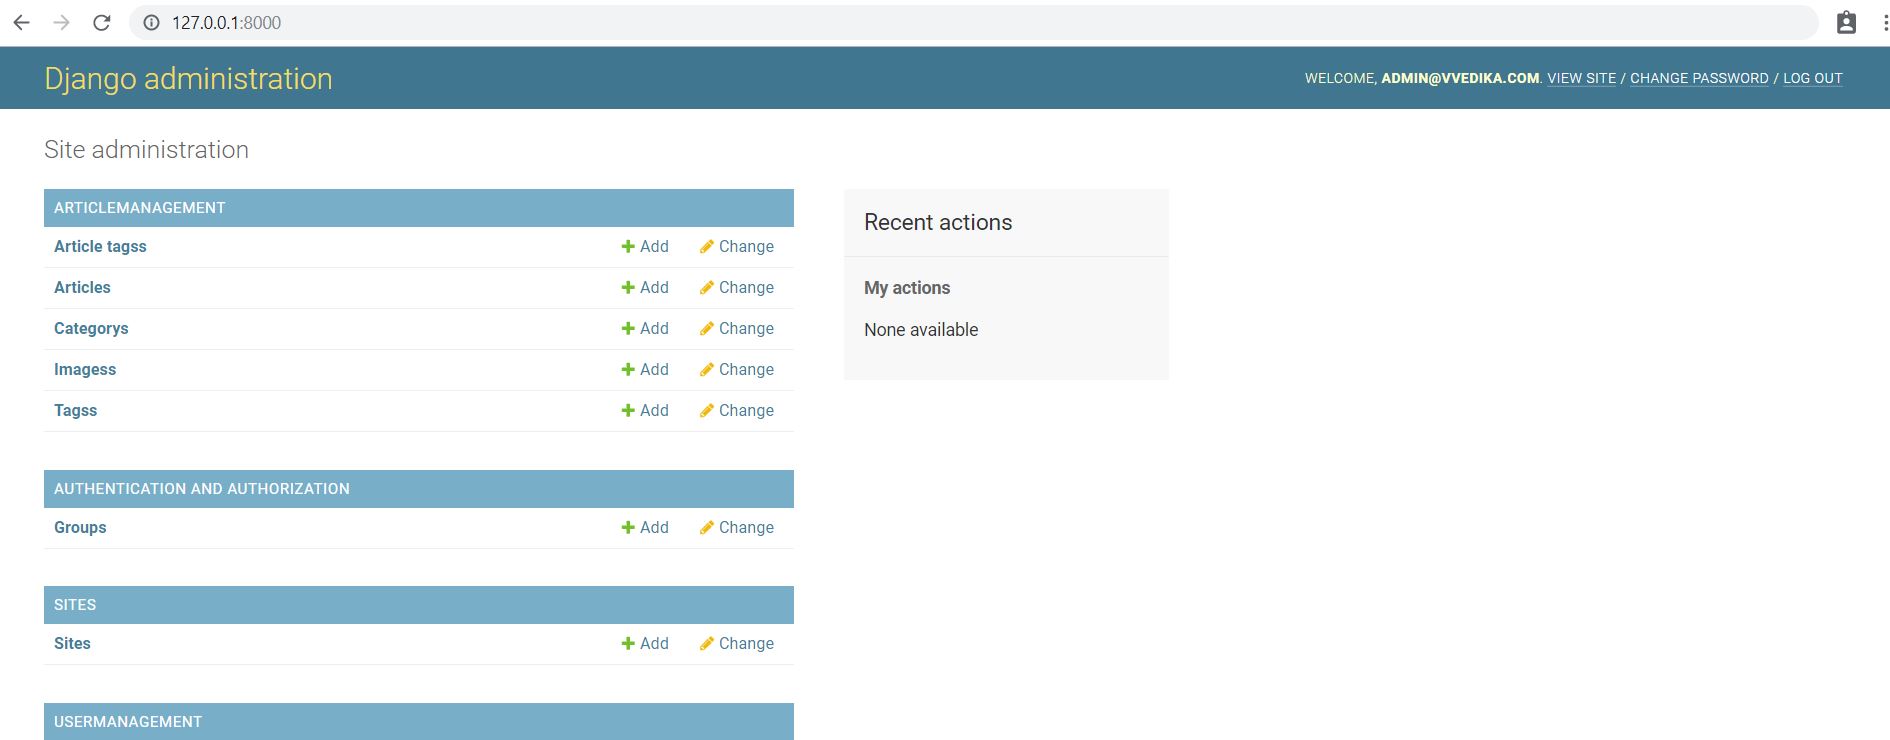 127.0.0.1:8000
Django administration
WELCOME, ADMIN@VVEDIKA.COM. VIEW SITE / CHANGE PASSWORD / LOG OUT
Site administration
ARTICLEMANAGEMENT
Article tagss Add Change
Articles Add Change
Categorys Add Change
Imagess Add Change
Tagss Add Change
AUTHENTICATION AND AUTHORIZATION
Groups Add Change
SITES
Sites Add Change
USERMANAGEMENT
Recent actions
My actions
None available